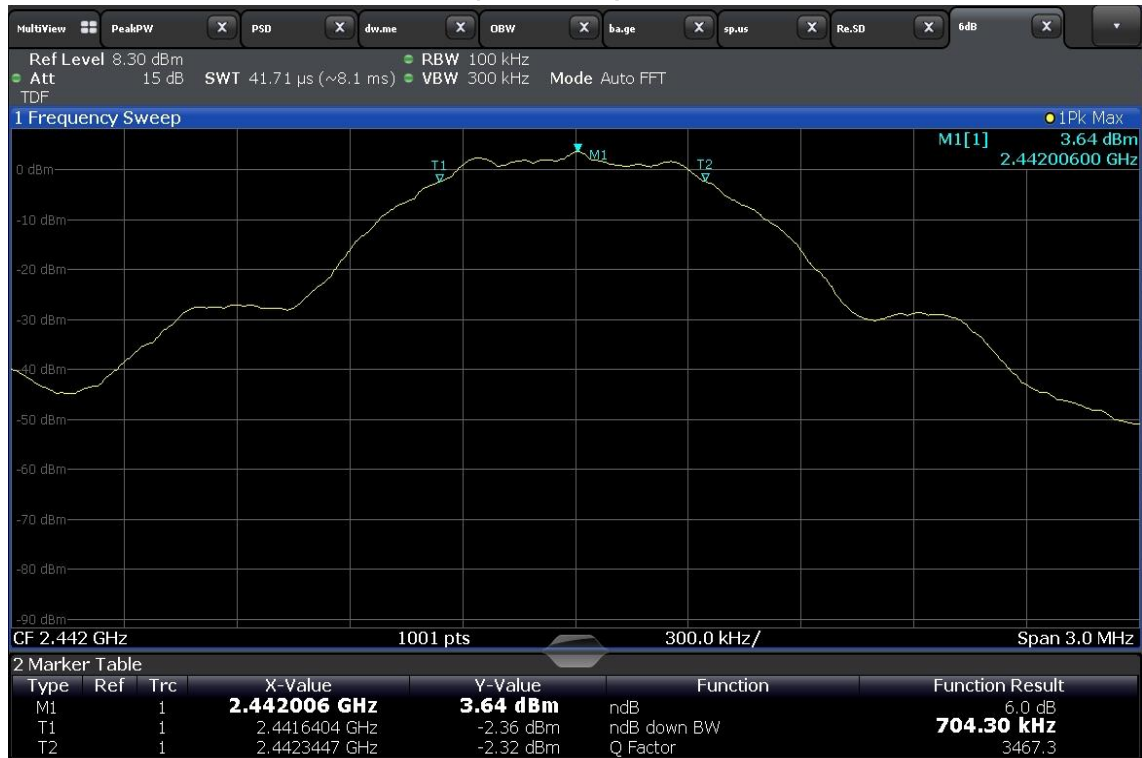 MultiView PeakPW X PSD X dw.me X OBW X ba.ge X sp.us X Re.SD X 6dB X
Ref Level 8.30 dBm RBW 100 kHz
Att 15 dB SWT 41.71 µs (~8.1 ms) VBW 300 kHz Mode Auto FFT
TDF
1 Frequency Sweep 1Pk Max
M1[1] 3.64 dBm
2.44200600 GHz
M1
T1
T2
0 dBm
-10 dBm
-20 dBm
-30 dBm
-40 dBm
-50 dBm
-60 dBm
-70 dBm
-80 dBm
-90 dBm
CF 2.442 GHz 1001 pts 300.0 kHz/ Span 3.0 MHz
2 Marker Table
Type Ref Trc X-Value Y-Value Function Function Result
M1 1 2.442006 GHz 3.64 dBm ndB 6.0 dB
T1 1 2.4416404 GHz -2.36 dBm ndB down BW 704.30 kHz
T2 1 2.4423447 GHz -2.32 dBm Q Factor 3467.3